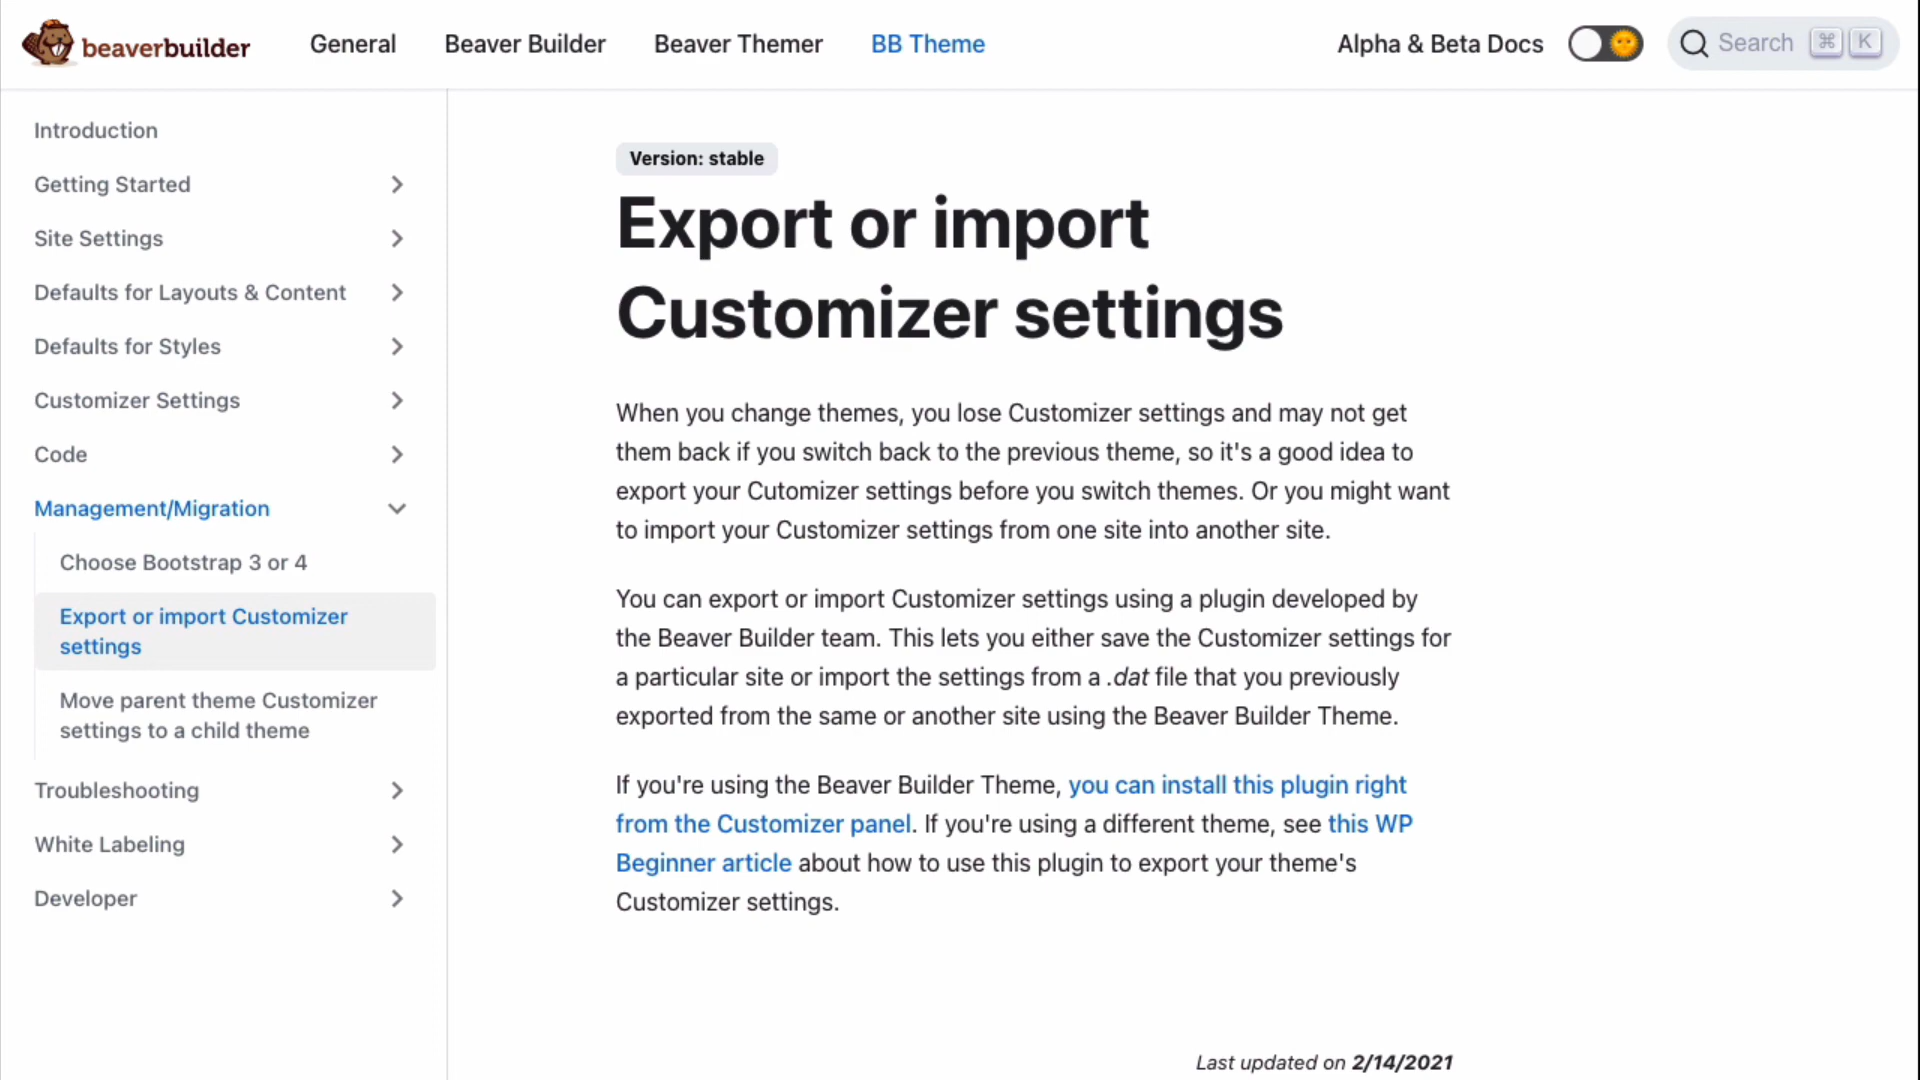 beaverbuilder
General
Beaver Builder
Beaver Themer
BB Theme
Alpha & Beta Docs
Search ⌘ K
Introduction
Getting Started
Site Settings
Defaults for Layouts & Content
Defaults for Styles
Customizer Settings
Code
Management/Migration
Choose Bootstrap 3 or 4
Export or import Customizer
settings
Move parent theme Customizer
settings to a child theme
Troubleshooting
White Labeling
Developer
Version: stable
Export or import
Customizer settings
When you change themes, you lose Customizer settings and may not get
them back if you switch back to the previous theme, so it's a good idea to
export your Cutomizer settings before you switch themes. Or you might want
to import your Customizer settings from one site into another site.
You can export or import Customizer settings using a plugin developed by
the Beaver Builder team. This lets you either save the Customizer settings for
a particular site or import the settings from a .dat file that you previously
exported from the same or another site using the Beaver Builder Theme.
If you're using the Beaver Builder Theme, you can install this plugin right
from the Customizer panel. If you're using a different theme, see this WP
Beginner article about how to use this plugin to export your theme's
Customizer settings.
Last updated on 2/14/2021